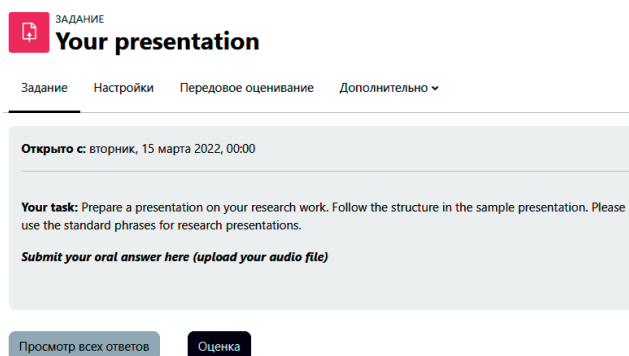 ЗАДАНИЕ
Your presentation
Задание Настройки Передовое оценивание Дополнительно
Открыто с: вторник, 15 марта 2022, 00:00
Your task: Prepare a presentation on your research work. Follow the structure in the sample presentation. Please
use the standard phrases for research presentations.
Submit your oral answer here (upload your audio file)
Просмотр всех ответов Оценка